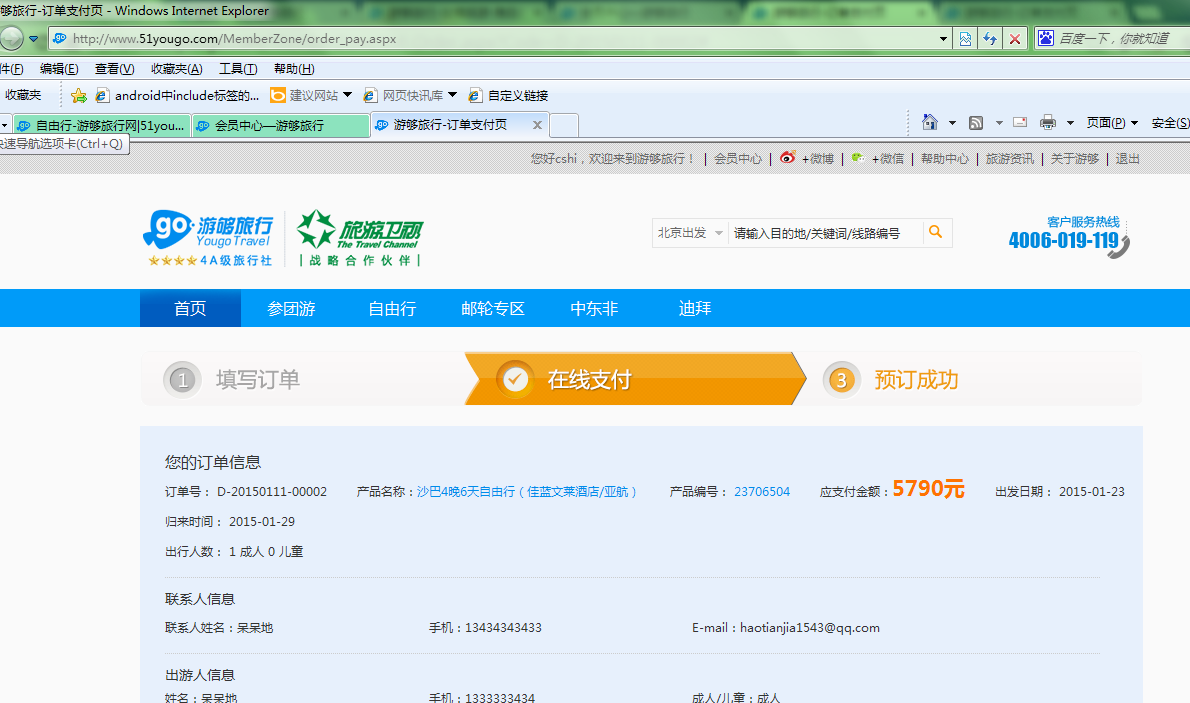 够旅行-订单支付页 - Windows Internet Explorer
http://www.51yougo.com/MemberZone/order_pay.aspx
百度一下，你就知道
件(F) 编辑(E) 查看(V) 收藏夹(A) 工具(T) 帮助(H)
收藏夹 android中include标签的... 建议网站 网页快讯库 自定义链接
自由行-游够旅行网|51you... 会员中心—游够旅行 游够旅行-订单支付页 页面(P) 安全(S)
快速导航选项卡(Ctrl+Q)
您好cshi，欢迎来到游够旅行！ | 会员中心 | +微博 | +微信 | 帮助中心 | 旅游资讯 | 关于游够 | 退出
go 游够旅行 YougoTravel 4A级旅行社
旅游卫视 The Travel Channel | 战略合作伙伴 |
北京出发 请输入目的地/关键词/线路编号
客户服务热线
4006-019-119
首页 参团游 自由行 邮轮专区 中东非 迪拜
1 填写订单 在线支付 3 预订成功
您的订单信息
订单号： D-20150111-00002 产品名称：沙巴4晚6天自由行（佳蓝文莱酒店/亚航） 产品编号： 23706504 应支付金额：5790元 出发日期： 2015-01-23
归来时间： 2015-01-29
出行人数： 1 成人 0 儿童
联系人信息
联系人姓名：呆呆地 手机：13434343433 E-mail：haotianjia1543@qq.com
出游人信息
姓名：呆呆地 手机：1333333434 成人/儿童：成人